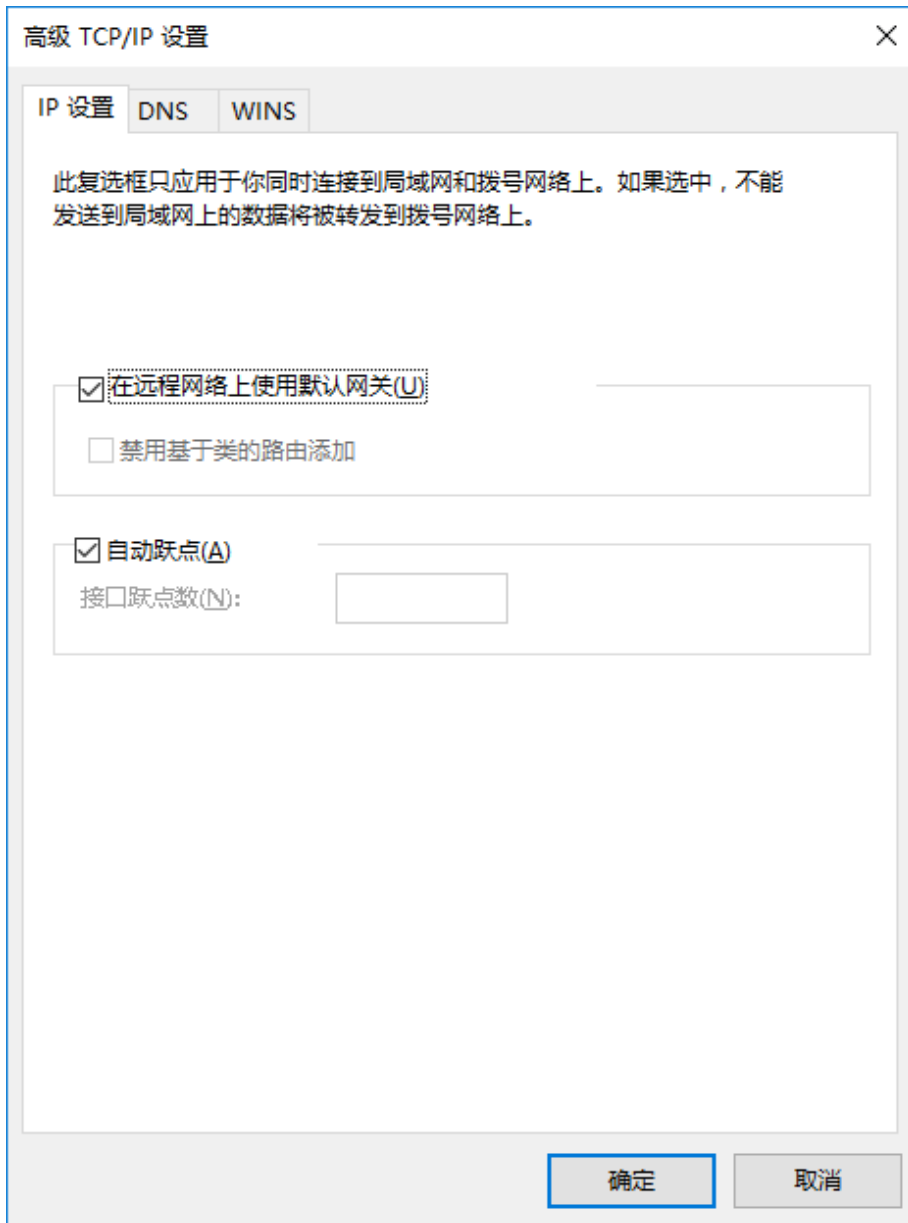 高级 TCP/IP 设置
IP 设置 DNS WINS
此复选框只应用于你同时连接到局域网和拨号网络上。如果选中，不能
发送到局域网上的数据将被转发到拨号网络上。
在远程网络上使用默认网关(U)
禁用基于类的路由添加
自动跃点(A)
接口跃点数(N):
确定 取消